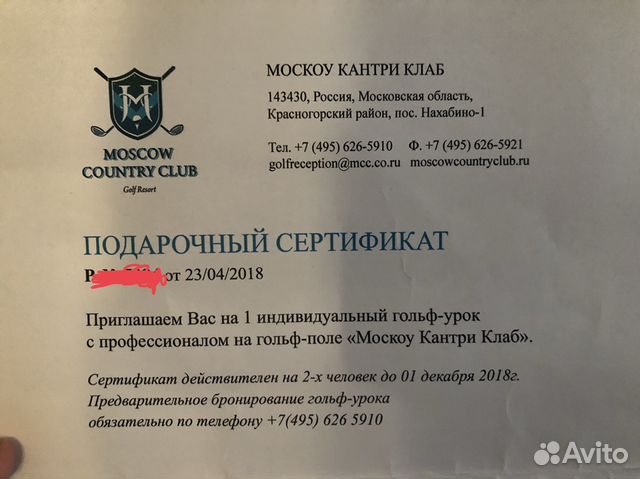 MOSCOW
COUNTRY CLUB
Golf Resort
МОСКОУ КАНТРИ КЛАБ
143430, Россия, Московская область,
Красногорский район, пос. Нахабино-1
Тел. +7 (495) 626-5910 Ф. +7 (495) 626-5921
golfreception@mcc.co.ru moscowcountryclub.ru
ПОДАРОЧНЫЙ СЕРТИФИКАТ
от 23/04/2018
Приглашаем Вас на 1 индивидуальный гольф-урок
с профессионалом на гольф-поле «Москоу Кантри Клаб».
Сертификат действителен на 2-х человек до 01 декабря 2018г.
Предварительное бронирование гольф-урока
обязательно по телефону +7(495) 626 5910
Avito